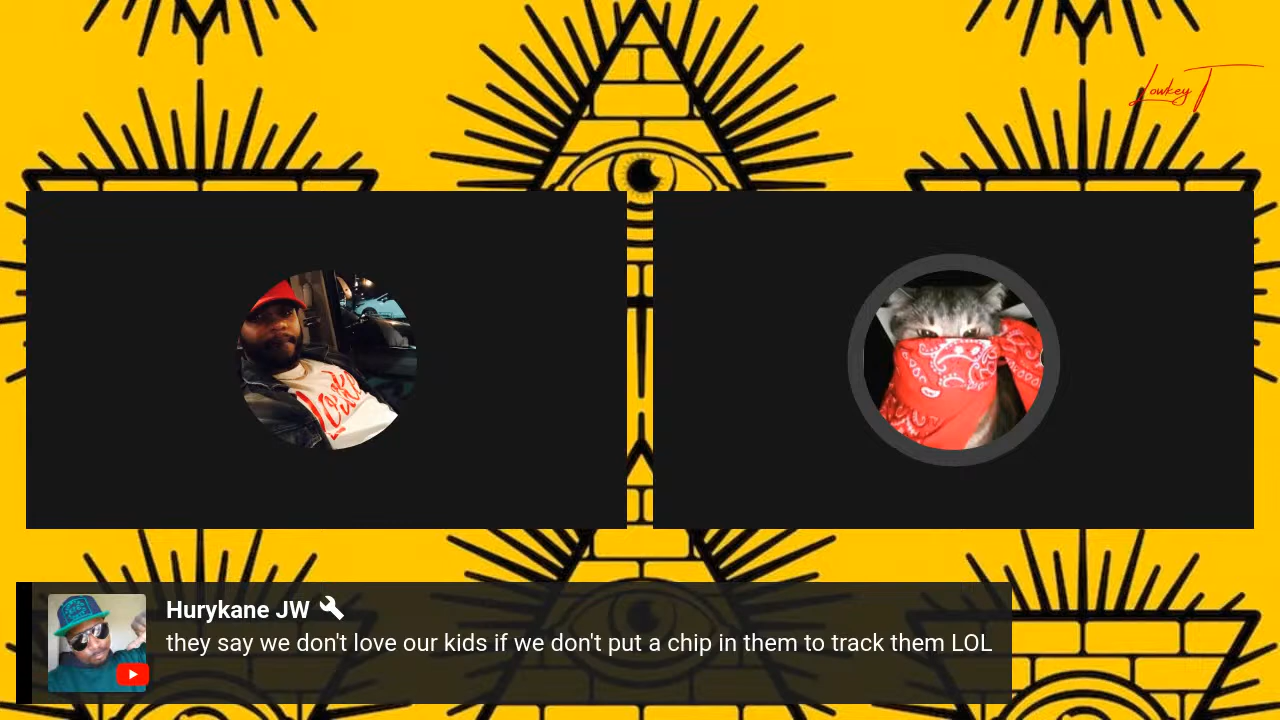 Lowkey T
Hurykane JW
they say we don't love our kids if we don't put a chip in them to track them LOL